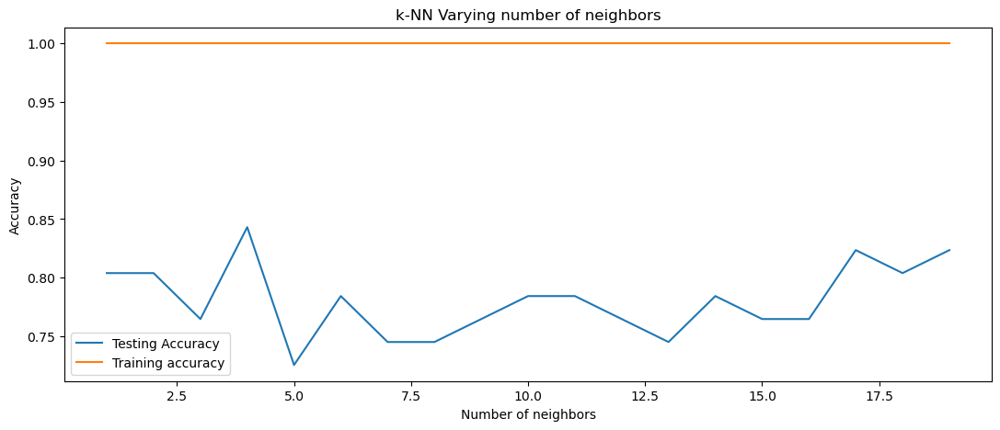 k-NN Varying number of neighbors
1.00
0.95
0.90
0.85
0.80
0.75
Accuracy
Testing Accuracy
Training accuracy
2.5 5.0 7.5 10.0 12.5 15.0 17.5
Number of neighbors